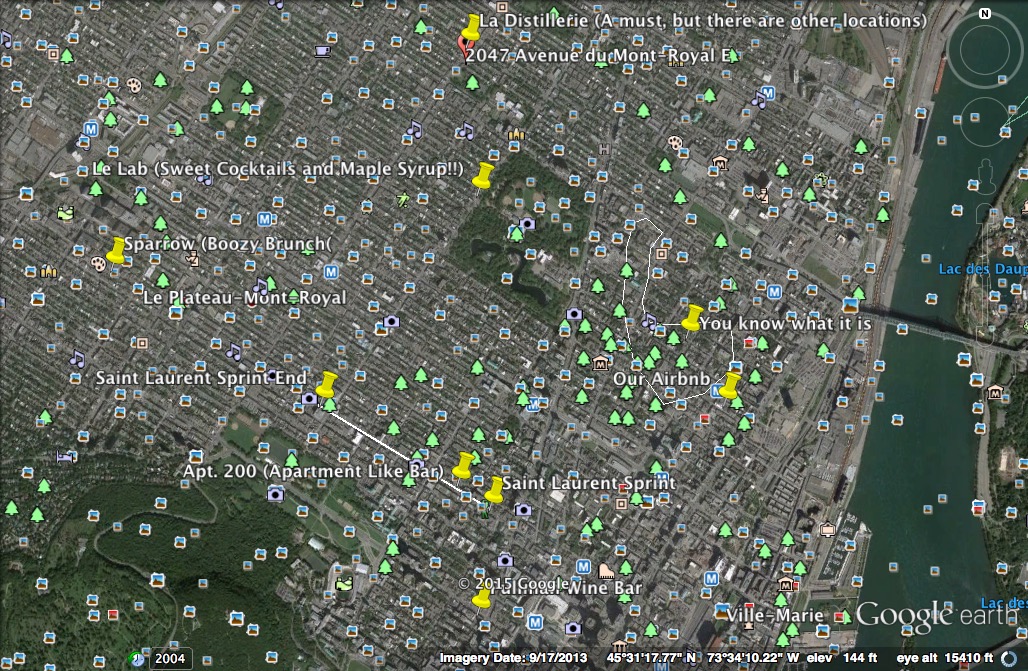 N
La Distillerie (A must, but there are other locations)
2047 Avenue du Mont-Royal E
M
M
H
Le Lab (Sweet Cocktails and Maple Syrup!!)
M
Sparrow (Boozy Brunch(
M
Lac des Daup
M
Le Plateau-Mont-Royal
You know what it is
Saint Laurent Sprint End
Our Airbnb
M
M
Apt. 200 (Apartment Like Bar)
Saint Laurent Sprint
M
M
© 2015 Google
Pullman Wine Bar
M
Lac des
Ville-Marie
Google earth
M
2004
Imagery Date: 9/17/2013 45°31'17.77" N 73°34'10.22" W elev 144 ft eye alt 15410 ft